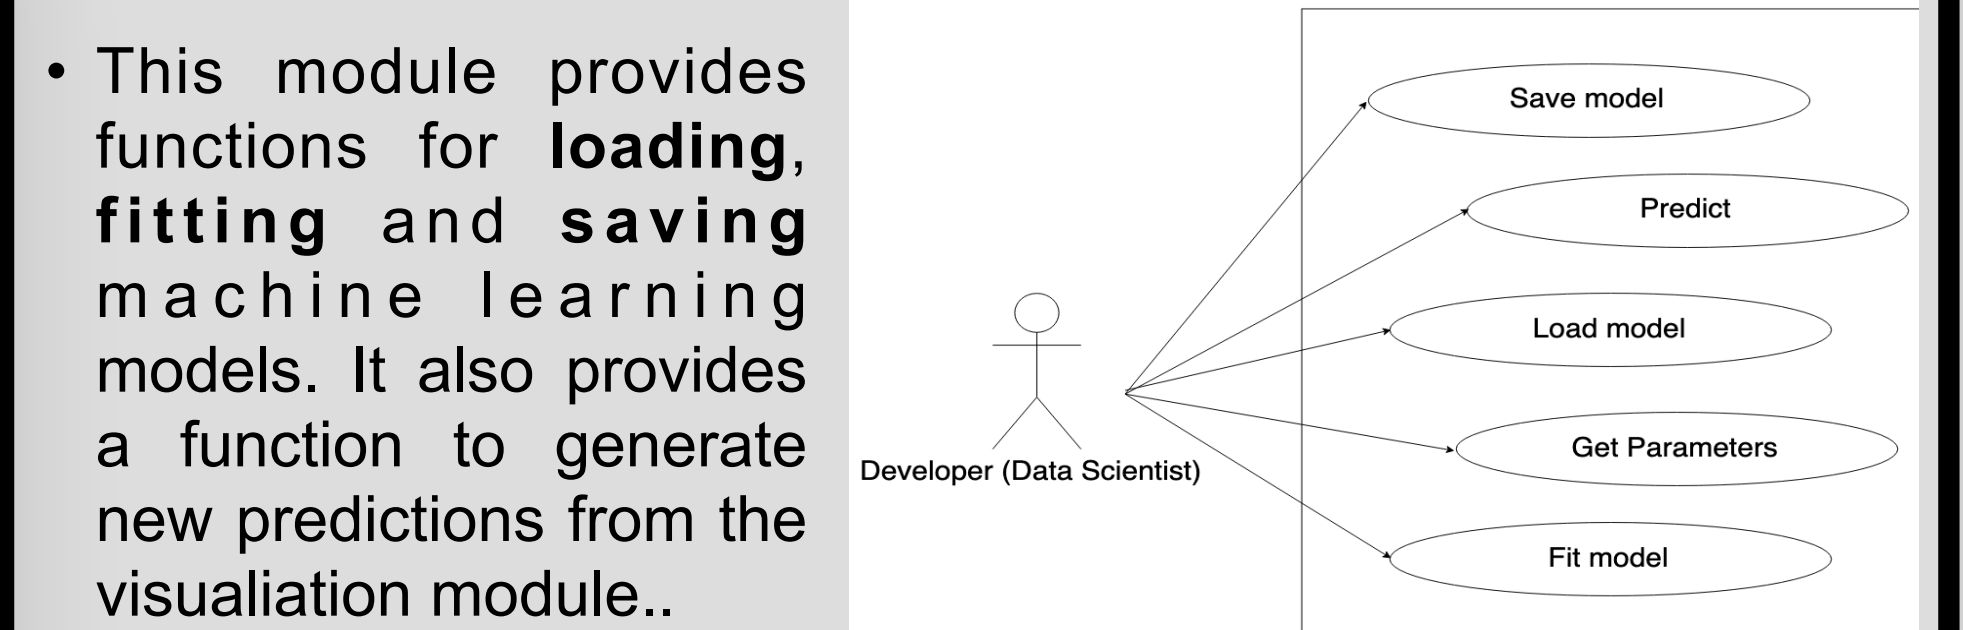 • This module provides
functions for loading,
fitting and saving
machine learning
models. It also provides
a function to generate
new predictions from the
visualiation module..
Save model
Predict
Load model
Get Parameters
Fit model
Developer (Data Scientist)